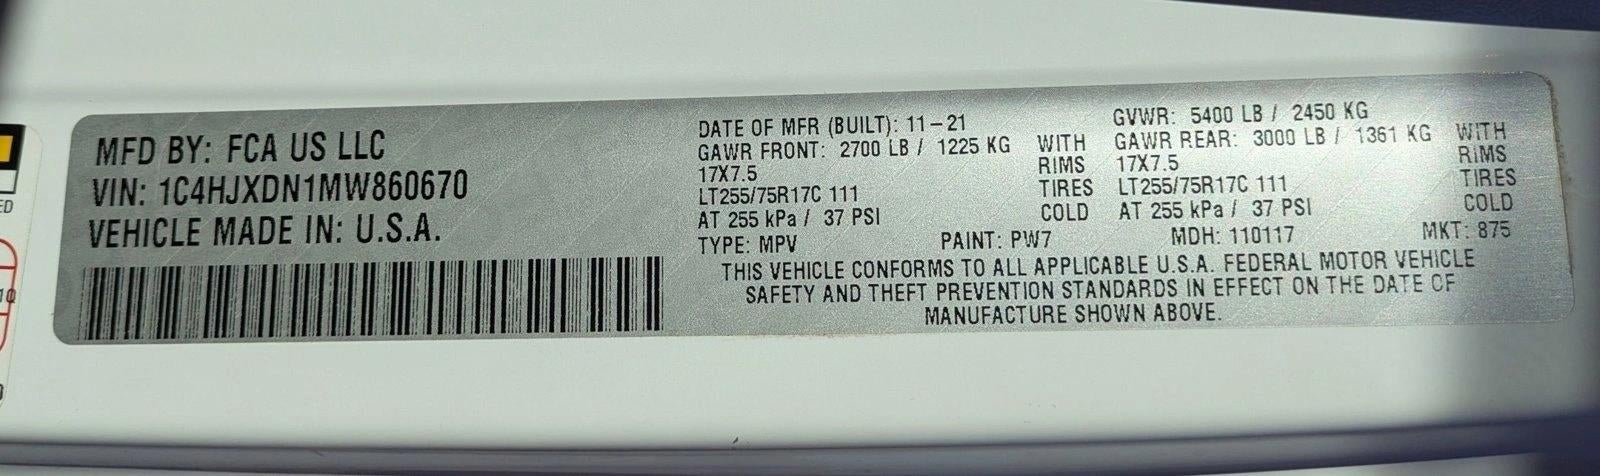 MFD BY: FCA US LLC
VIN: 1C4HJXDN1MW860670
VEHICLE MADE IN: U.S.A.
DATE OF MFR (BUILT): 11-21
GAWR FRONT: 2700 LB / 1225 KG WITH
17X7.5 RIMS
LT255/75R17C 111 TIRES
AT 255 kPa / 37 PSI COLD
GVWR: 5400 LB / 2450 KG
GAWR REAR: 3000 LB / 1361 KG WITH
17X7.5 RIMS
LT255/75R17C 111 TIRES
AT 255 kPa / 37 PSI COLD
TYPE: MPV PAINT: PW7 MDH: 110117 MKT: 875
THIS VEHICLE CONFORMS TO ALL APPLICABLE U.S.A. FEDERAL MOTOR VEHICLE
SAFETY AND THEFT PREVENTION STANDARDS IN EFFECT ON THE DATE OF
MANUFACTURE SHOWN ABOVE.